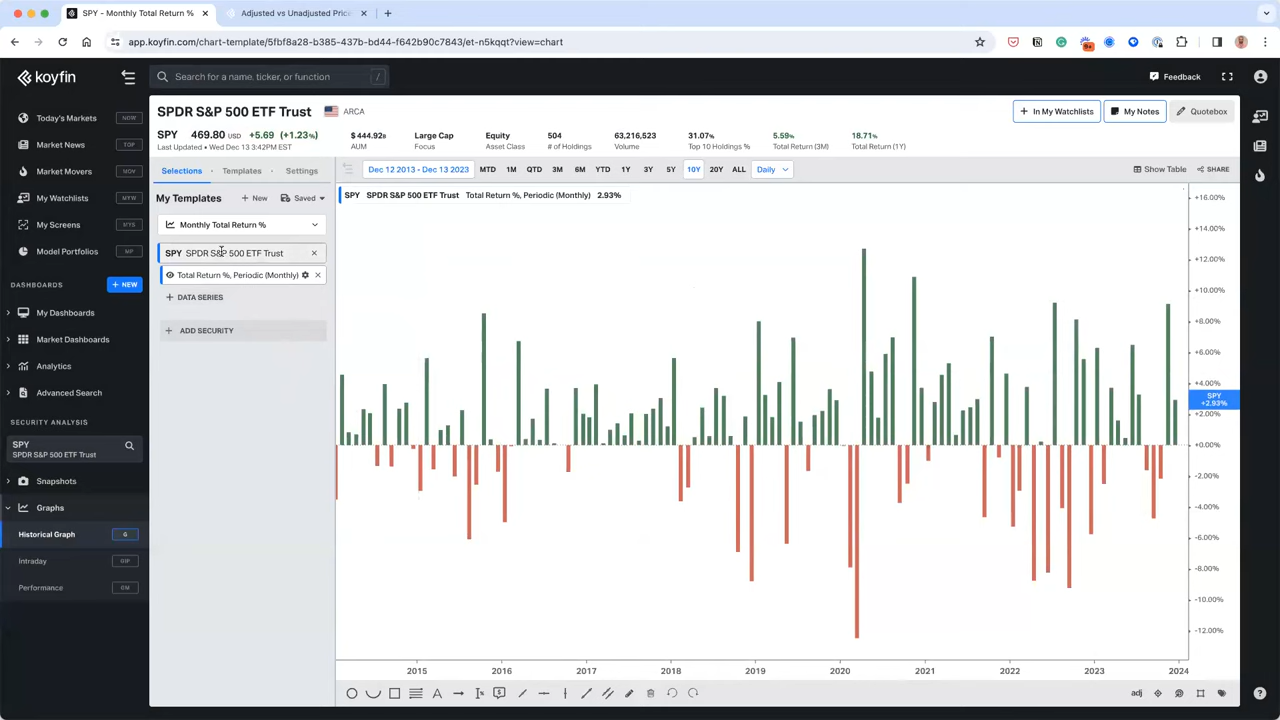 SPY - Monthly Total Return %
Adjusted vs Unadjusted Pric
app.koyfin.com/chart-template/5fbf8a28-b385-437b-bd44-f642b90c7843/et-n5kqqt?view=chart
9+
koyfin
Search for a name, ticker, or function
/
Feedback
Today's Markets
NOW
Market News
TOP
Market Movers
MOV
My Watchlists
MYW
My Screens
MYS
Model Portfolios
MP
DASHBOARDS
+ NEW
My Dashboards
Market Dashboards
Analytics
Advanced Search
SECURITY ANALYSIS
SPY
SPDR S&P 500 ETF Trust
Snapshots
Graphs
Historical Graph
G
Intraday
GIP
Performance
GM
SPDR S&P 500 ETF Trust
ARCA
+ In My Watchlists
My Notes
Quotebox
SPY 469.80 USD +5.69 (+1.23%)
Last Updated • Wed Dec 13 3:42PM EST
$ 444.92B
AUM
Large Cap
Focus
Equity
Asset Class
504
# of Holdings
63,216,523
Volume
31.07%
Top 10 Holdings %
5.59%
Total Return (3M)
18.71%
Total Return (1Y)
Selections
Templates
Settings
My Templates
+ New
Saved
Monthly Total Return %
SPY SPDR S&P 500 ETF Trust
Total Return %, Periodic (Monthly)
+ DATA SERIES
+ ADD SECURITY
Dec 12 2013 - Dec 13 2023
MTD 1M QTD 3M 6M YTD 1Y 3Y 5Y 10Y 20Y ALL
Daily
Show Table
SHARE
SPY SPDR S&P 500 ETF Trust Total Return %, Periodic (Monthly) 2.93%
+16.00%
+14.00%
+12.00%
+10.00%
+8.00%
+6.00%
+4.00%
SPY
+2.93%
+2.00%
+0.00%
-2.00%
-4.00%
-6.00%
-8.00%
-10.00%
-12.00%
2015 2016 2017 2018 2019 2020 2021 2022 2023 2024
A
adj